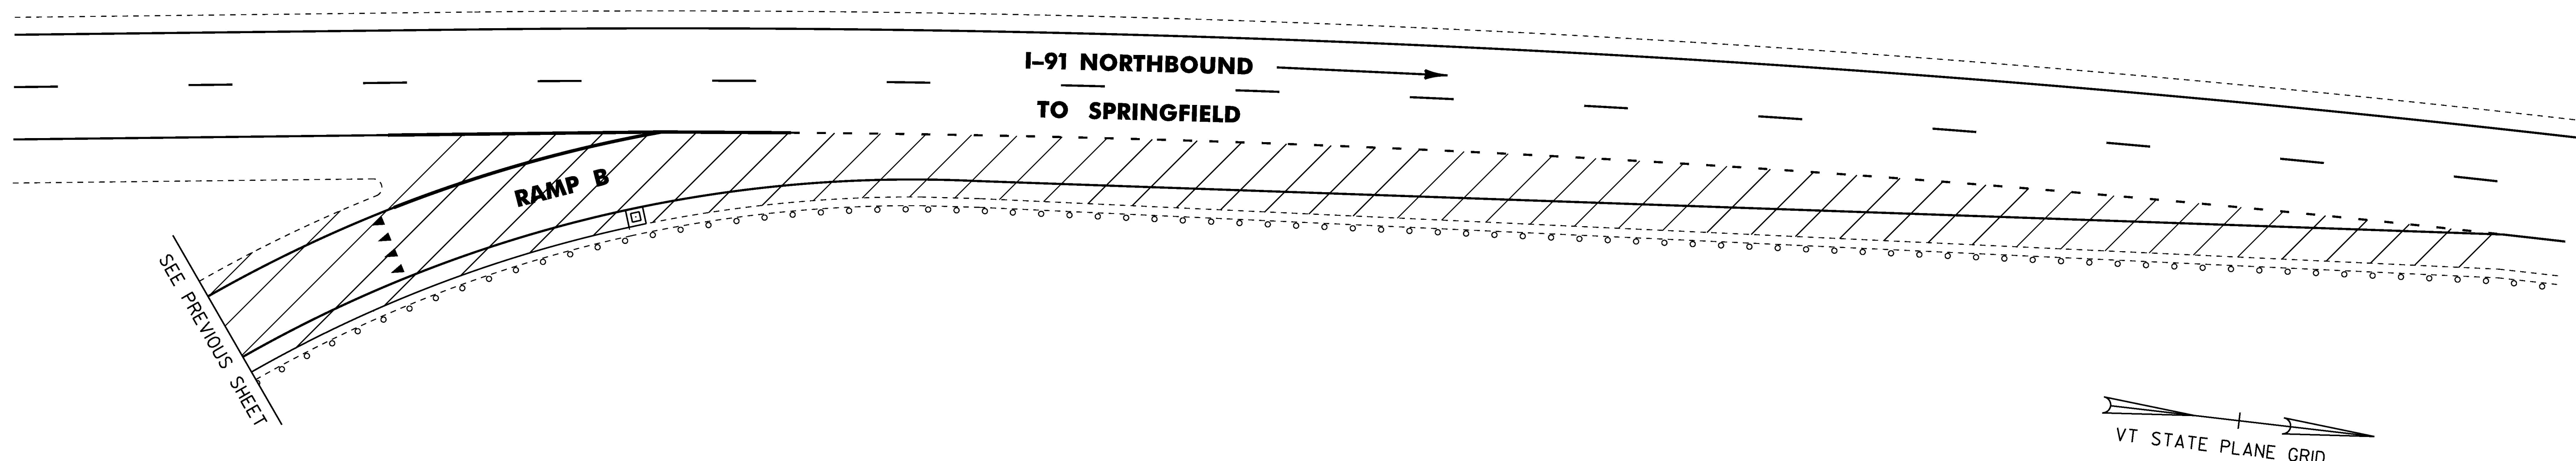 I-91 NORTHBOUND
TO SPRINGFIELD
RAMP B
SEE PREVIOUS SHEET
VT STATE PLANE GRID